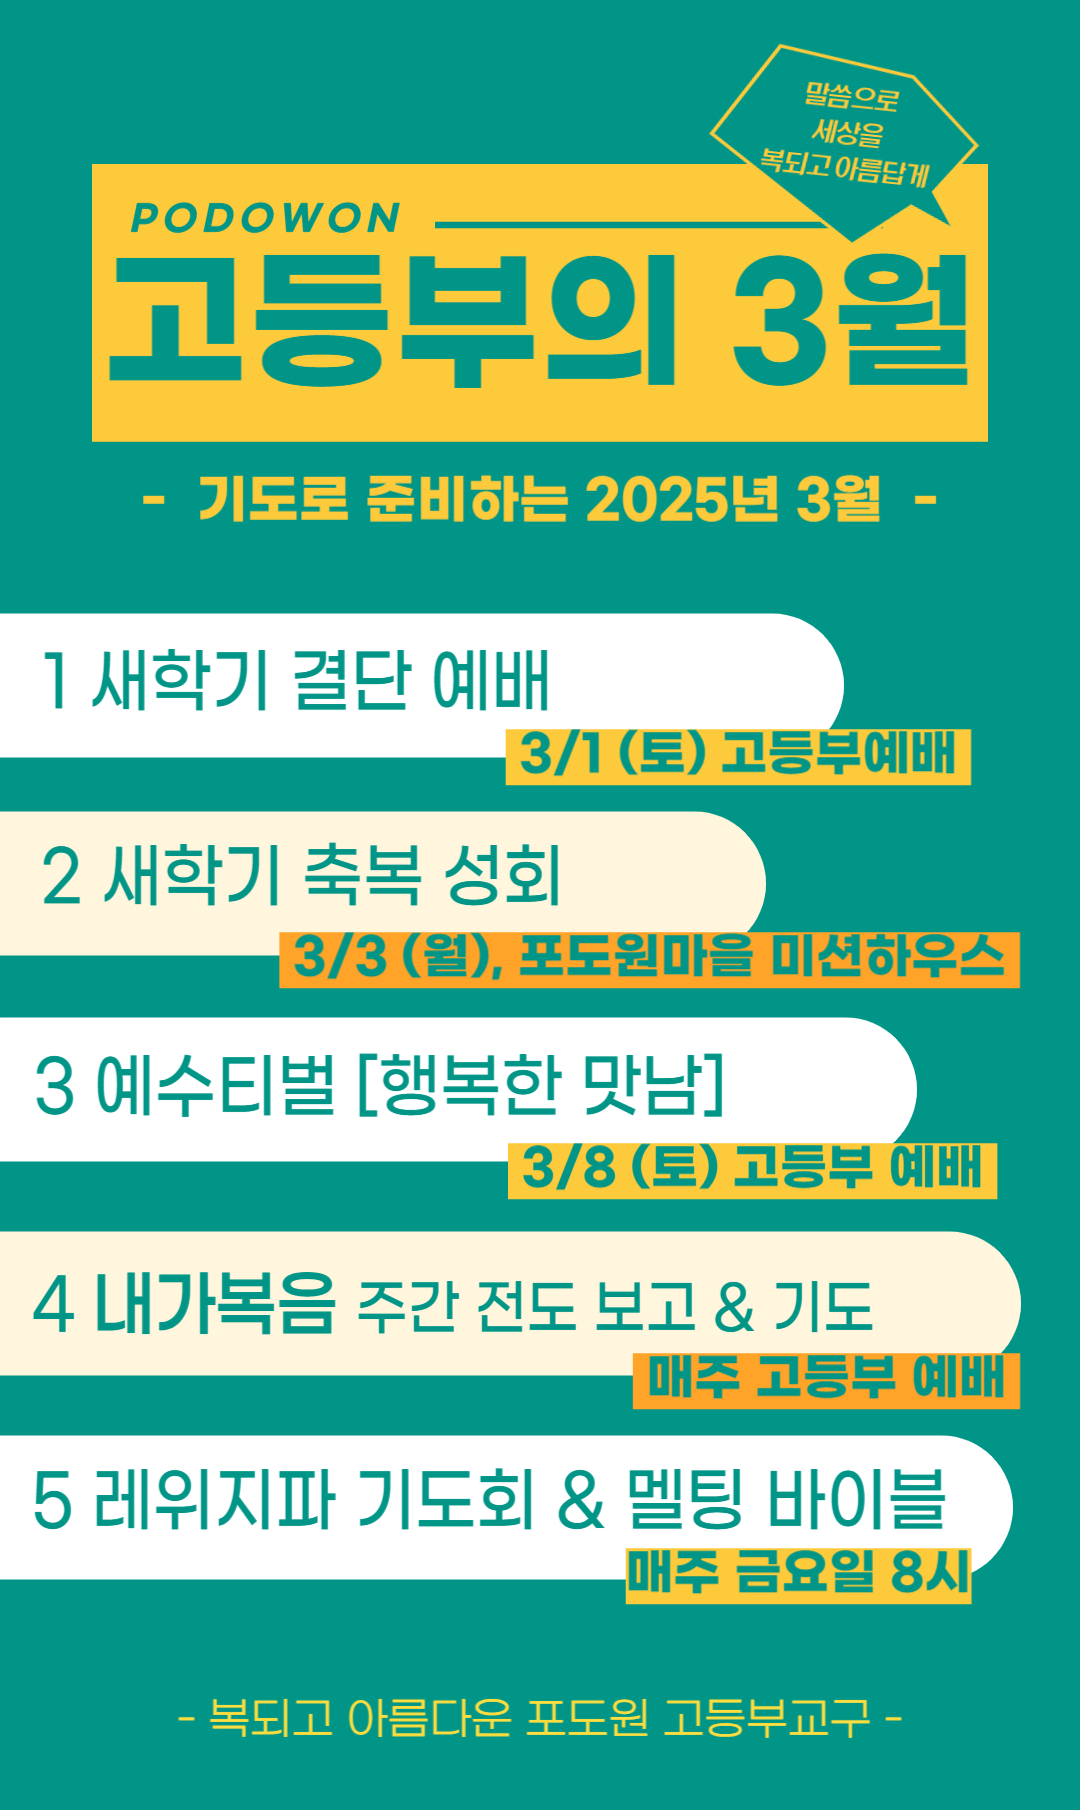 말씀으로
세상을
복되고 아름답게
PODOWON
고등부의 3월
- 기도로 준비하는 2025년 3월 -
1 새학기 결단 예배
3/1 (토) 고등부예배
2 새학기 축복 성회
3/3 (월), 포도원마을 미션하우스
3 예수티벌 [행복한 맛남]
3/8 (토) 고등부 예배
4 내가복음 주간 전도 보고 & 기도
매주 고등부 예배
5 레위지파 기도회 & 멜팅 바이블
매주 금요일 8시
- 복되고 아름다운 포도원 고등부교구 -